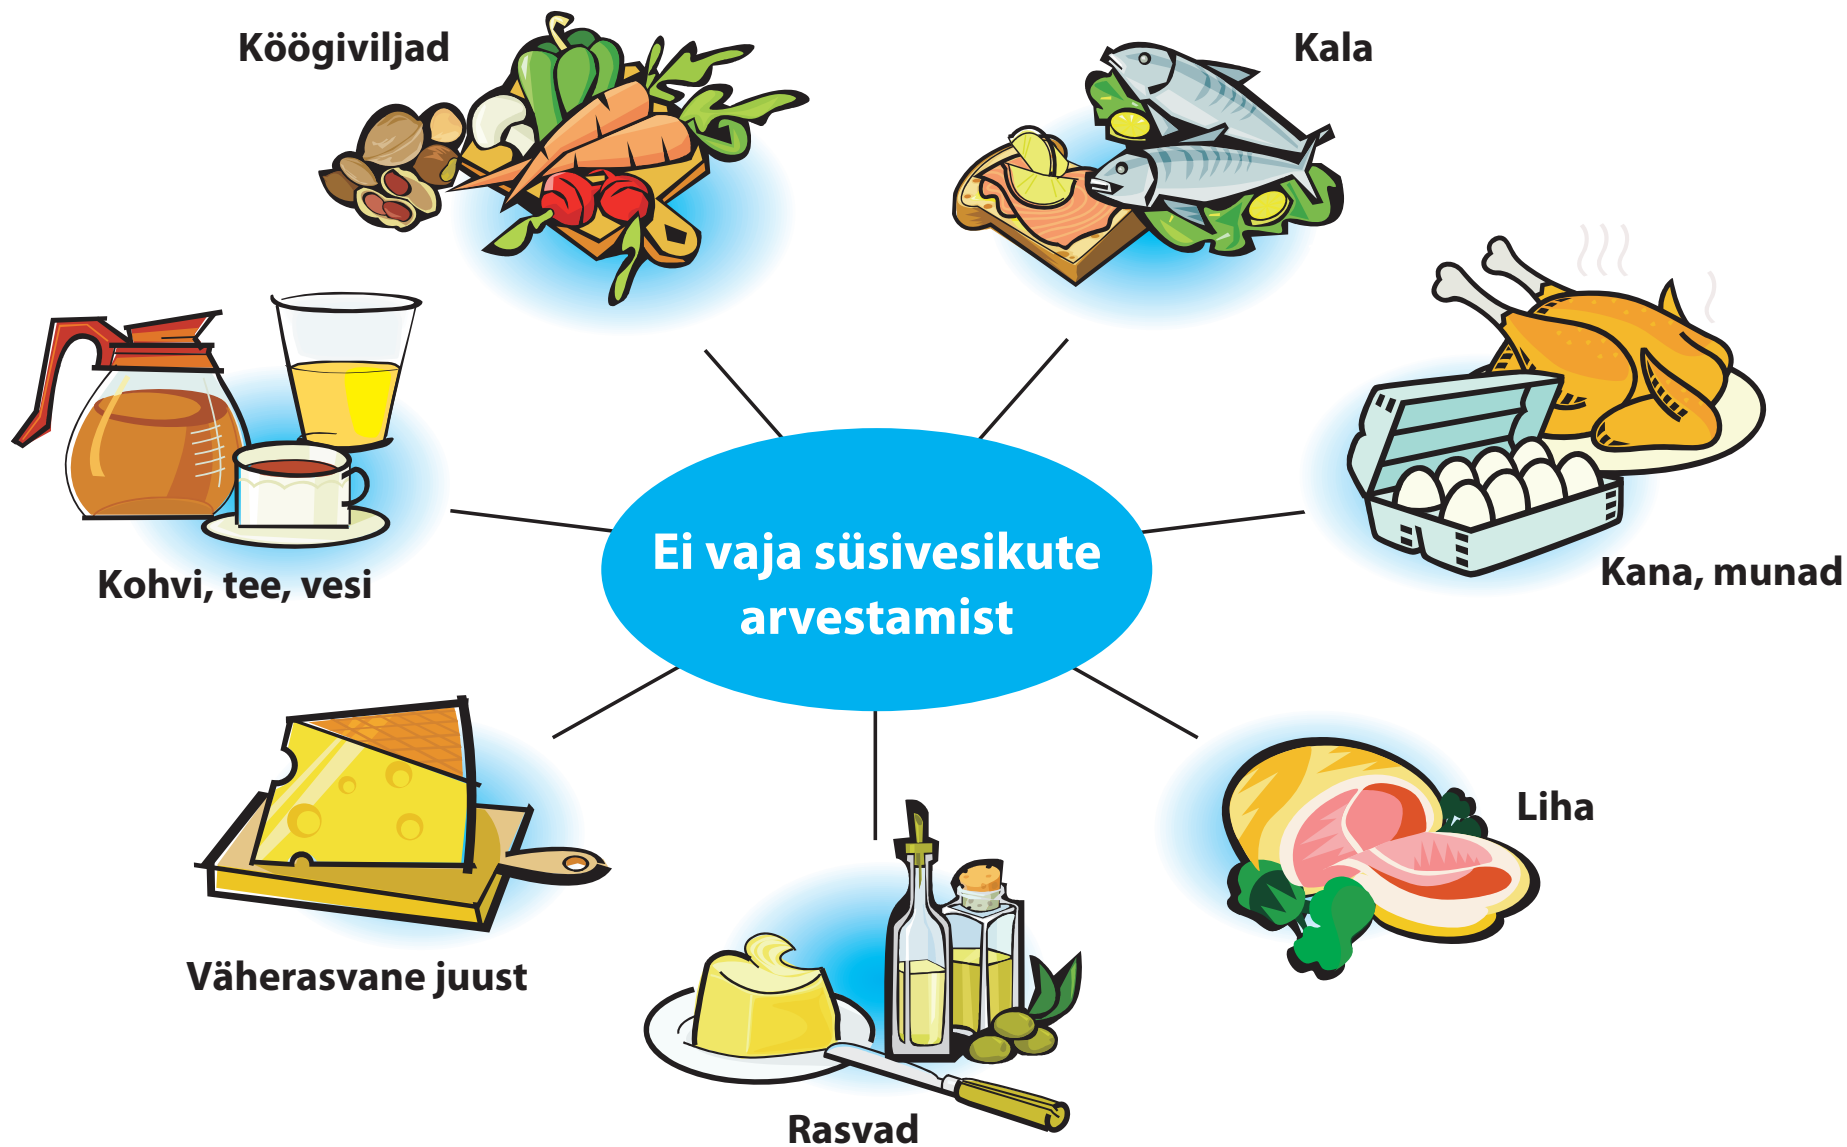 Köögiviljad
Kala
Kohvi, tee, vesi
Ei vaja süsivesikute
arvestamist
Kana, munad
Väherasvane juust
Liha
Rasvad